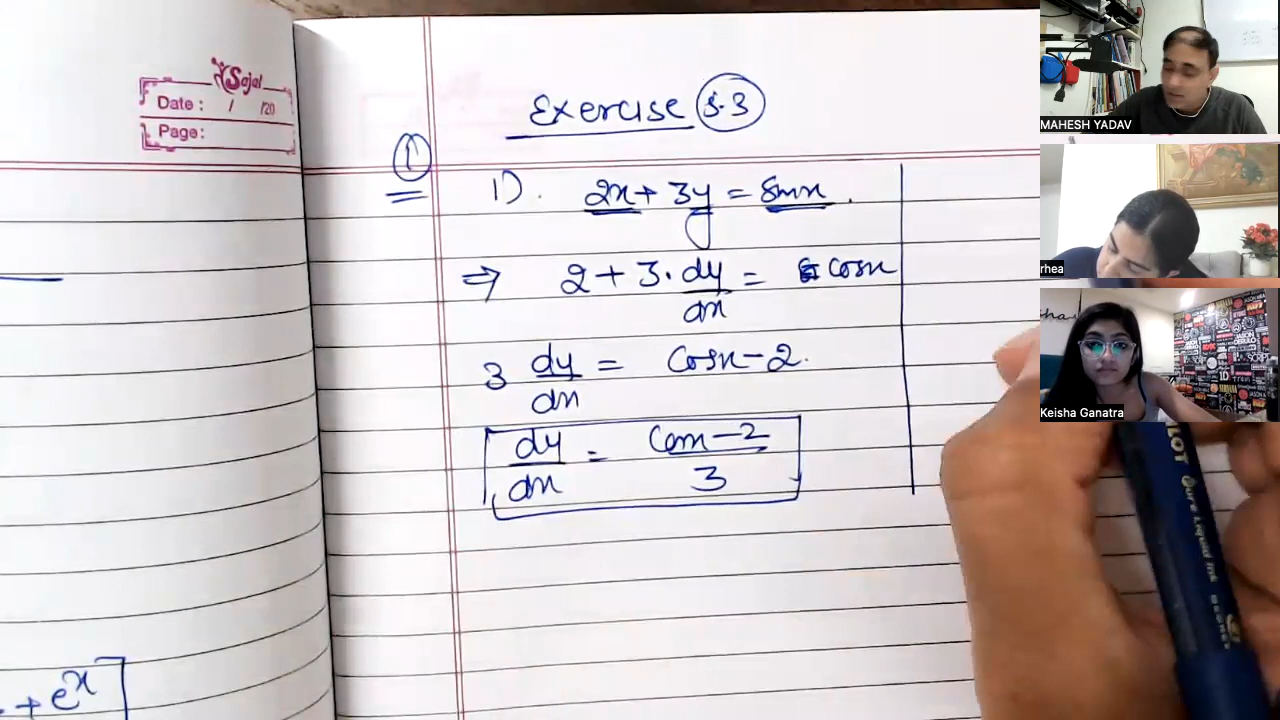 Sajal
Date : / /20
Page:
Exercise 5.3
①
1). 2x + 3y = sinx.
⇒ 2 + 3. dy/dx = cosx
3 dy/dx = cosx - 2.
dy/dx = cosx - 2 / 3
+ e^x
MAHESH YADAV
rhea
Keisha Ganatra
PILOT